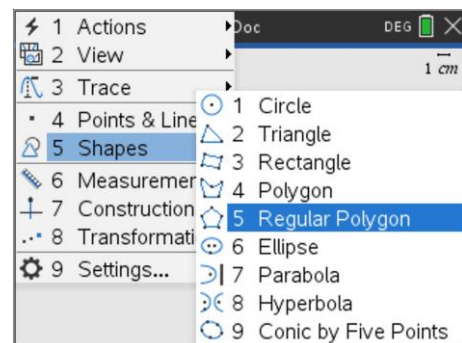 1 Actions
Doc DEG
2 View
1 cm
3 Trace
4 Points & Line
5 Shapes
6 Measuremer
7 Construction
8 Transformati
9 Settings...
1 Circle
2 Triangle
3 Rectangle
4 Polygon
5 Regular Polygon
6 Ellipse
7 Parabola
8 Hyperbola
9 Conic by Five Points